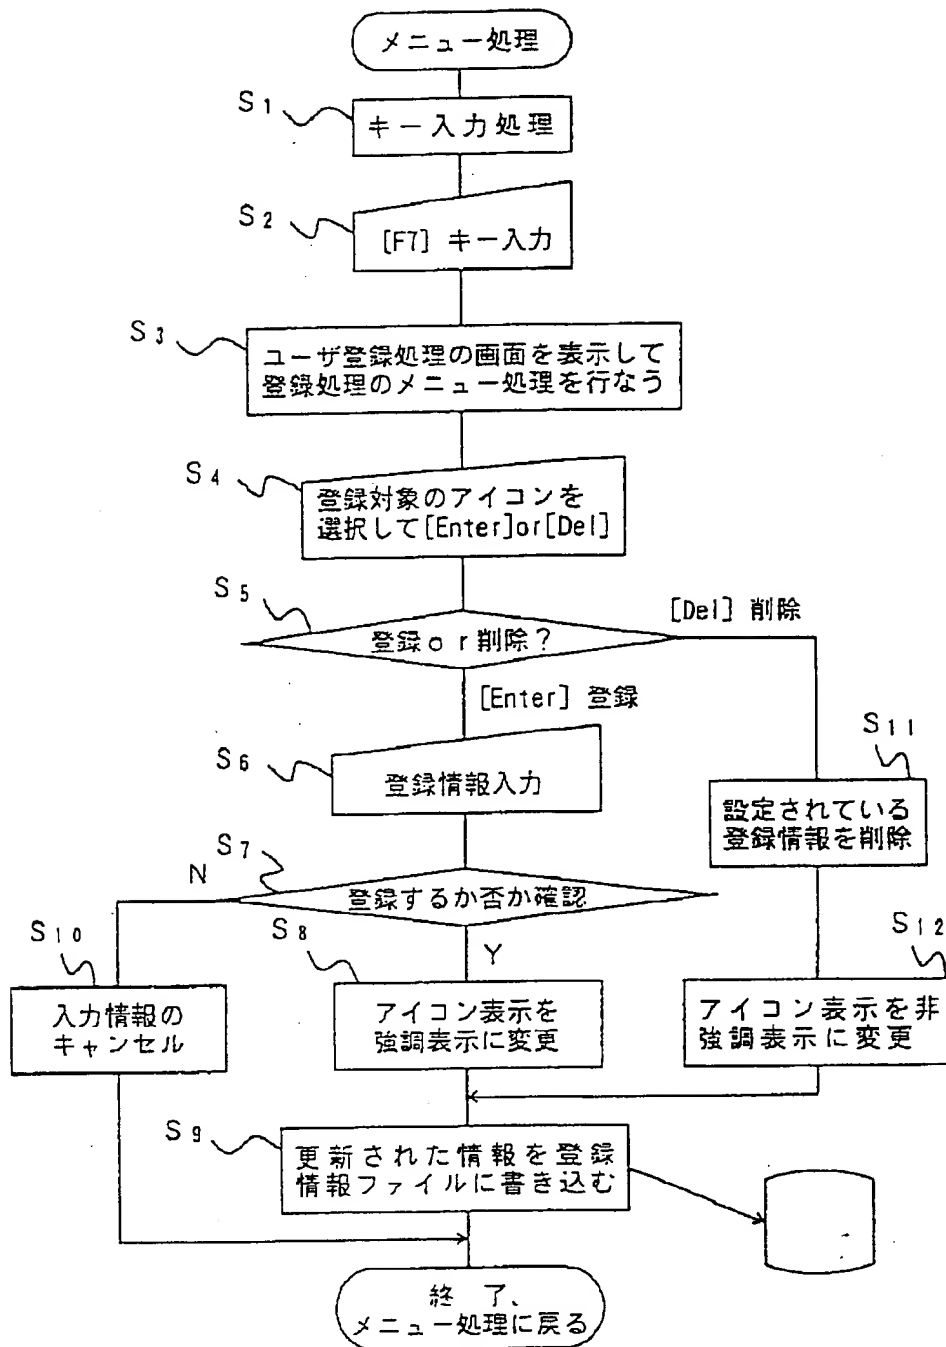 メニュー処理
S1
キー入力処理
S2
[F7] キー入力
S3
ユーザ登録処理の画面を表示して
登録処理のメニュー処理を行なう
S4
登録対象のアイコンを
選択して[Enter]or[Del]
S5
登録or削除?
[Del] 削除
[Enter] 登録
S6
登録情報入力
S11
設定されている
登録情報を削除
S7
登録するか否か確認
N
Y
S10
入力情報の
キャンセル
S8
アイコン表示を
強調表示に変更
S12
アイコン表示を非
強調表示に変更
S9
更新された情報を登録
情報ファイルに書き込む
終 了、
メニュー処理に戻る